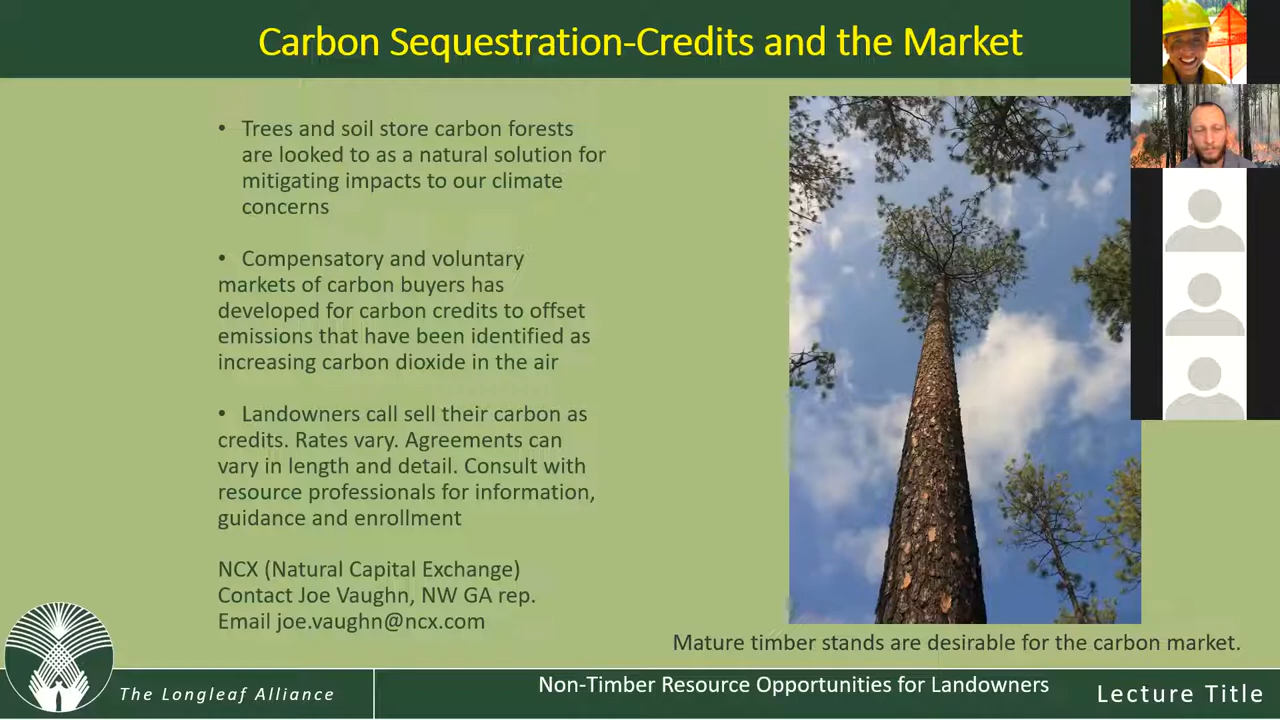 Carbon Sequestration-Credits and the Market
• Trees and soil store carbon forests
are looked to as a natural solution for
mitigating impacts to our climate
concerns
• Compensatory and voluntary
markets of carbon buyers has
developed for carbon credits to offset
emissions that have been identified as
increasing carbon dioxide in the air
• Landowners call sell their carbon as
credits. Rates vary. Agreements can
vary in length and detail. Consult with
resource professionals for information,
guidance and enrollment
NCX (Natural Capital Exchange)
Contact Joe Vaughn, NW GA rep.
Email joe.vaughn@ncx.com
Mature timber stands are desirable for the carbon market.
The Longleaf Alliance
Non-Timber Resource Opportunities for Landowners
Lecture Title